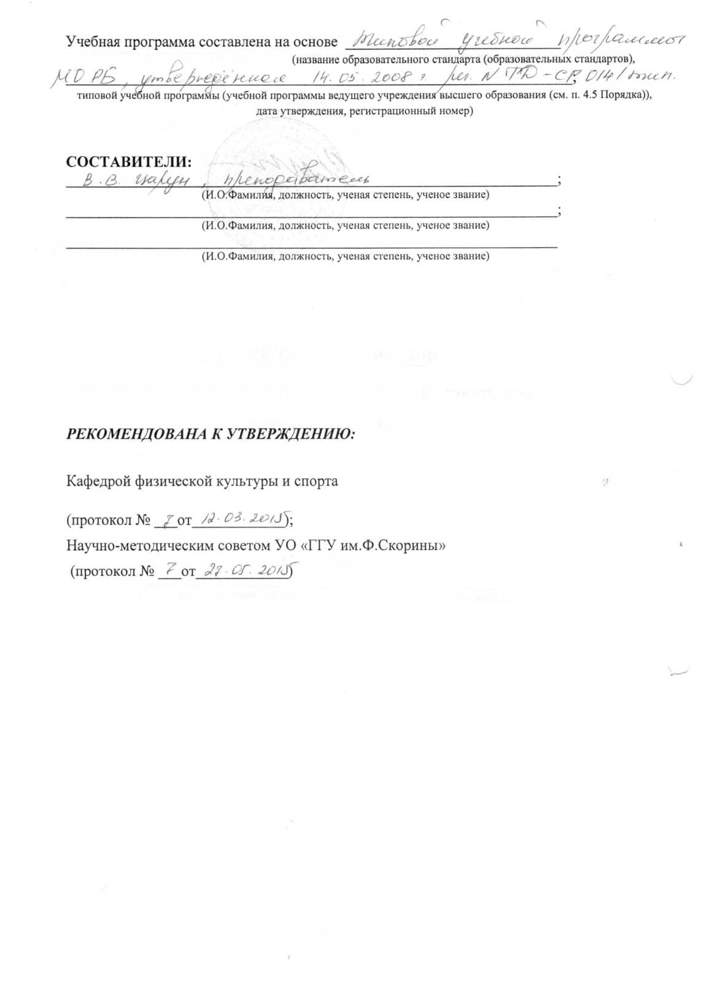 Учебная программа составлена на основе Типовой учебной программы
(название образовательного стандарта (образовательных стандартов),
МО РБ, утверждённой 14.05.2008 г. рег. N ТД-СГ 014/тип.;
типовой учебной программы (учебной программы ведущего учреждения высшего образования (см. п. 4.5 Порядка)),
дата утверждения, регистрационный номер)
СОСТАВИТЕЛИ:
В.В. , преподаватель;
(И.О.Фамилия, должность, ученая степень, ученое звание)
;
(И.О.Фамилия, должность, ученая степень, ученое звание)
(И.О.Фамилия, должность, ученая степень, ученое звание)
РЕКОМЕНДОВАНА К УТВЕРЖДЕНИЮ:
Кафедрой физической культуры и спорта
(протокол № от 12.03.2015);
Научно-методическим советом УО «ГГУ им.Ф.Скорины»
(протокол № 7 от 27.05.2015)